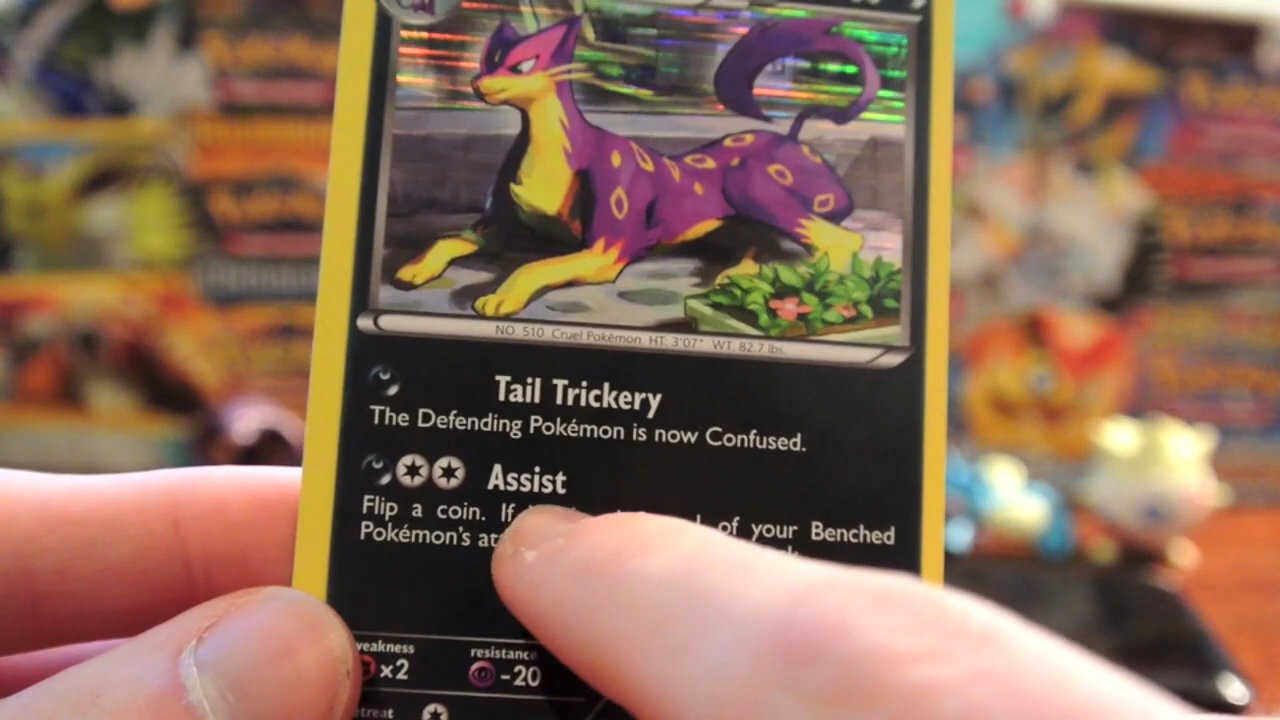 NO. 510 Cruel Pokémon HT: 3'07" WT: 82.7 lbs.
Tail Trickery
The Defending Pokémon is now Confused.
Assist
Flip a coin. If of your Benched
Pokémon's
weakness resistance
×2 -20
retreat